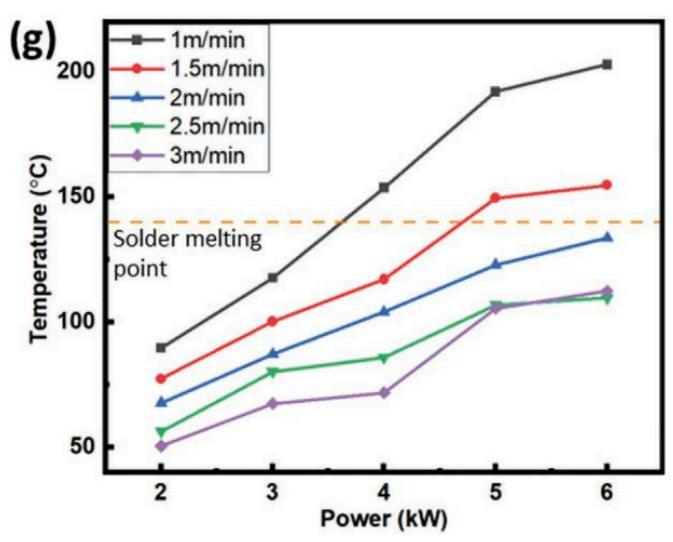 (g)
1m/min
1.5m/min
2m/min
2.5m/min
3m/min
200
150
100
50
Temperature (°C)
Solder melting
point
2 3 4 5 6
Power (kW)